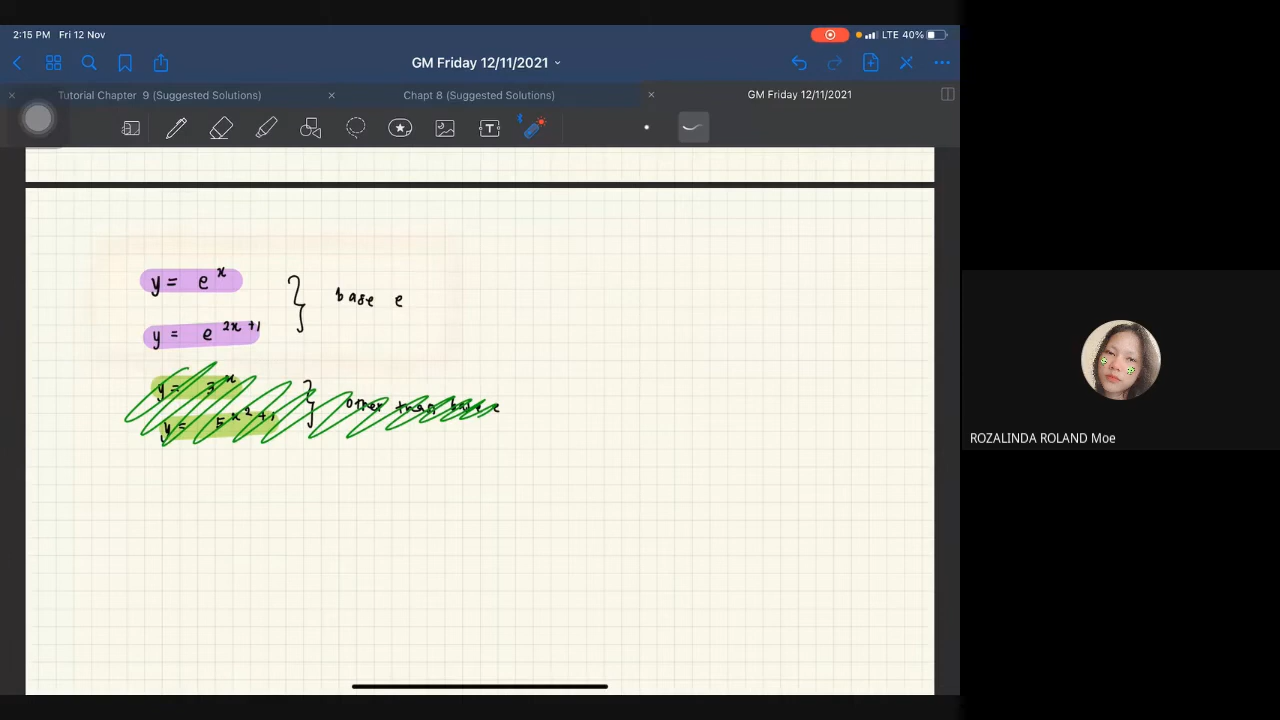 2:15 PM Fri 12 Nov
LTE 40%
GM Friday 12/11/2021
Tutorial Chapter 9 (Suggested Solutions)
Chapt 8 (Suggested Solutions)
GM Friday 12/11/2021
y = e^x
} base e
y = e^{2x+1}
y = 3^x
} other than base e
y = 5^{x^2+1}
ROZALINDA ROLAND Moe